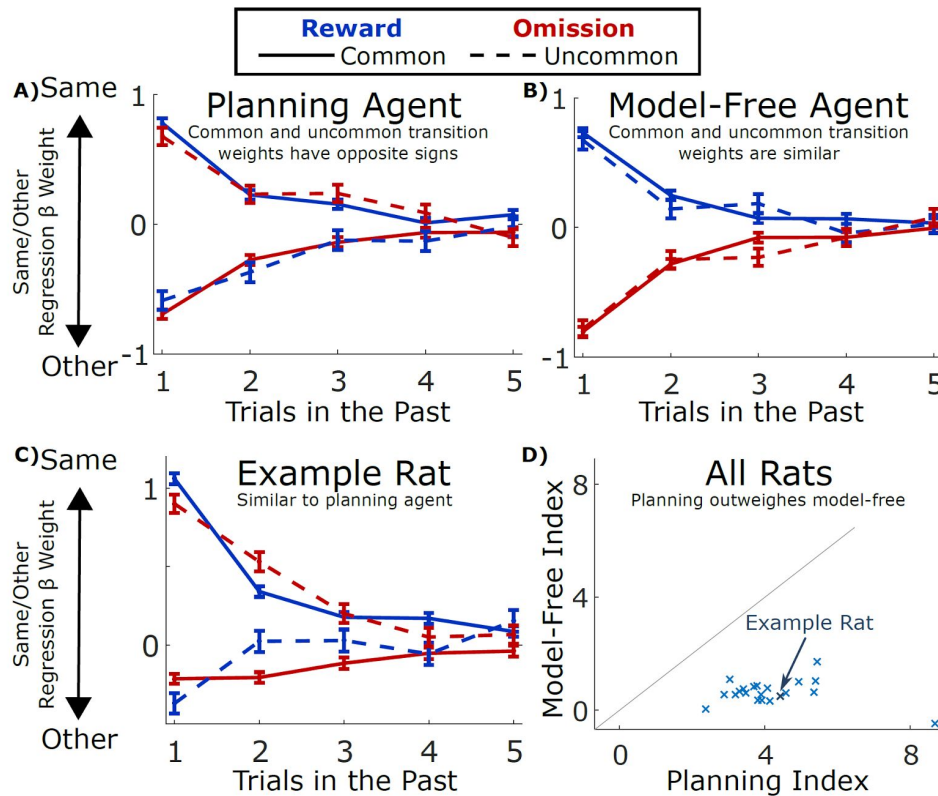 Reward Omission
Common Uncommon
A) Same
Planning Agent
Common and uncommon transition
weights have opposite signs
Same/Other
Regression β Weight
Other
1
0
-1
1 2 3 4 5
Trials in the Past
B)
Model-Free Agent
Common and uncommon transition
weights are similar
1
0
-1
1 2 3 4 5
Trials in the Past
C) Same
Example Rat
Similar to planning agent
Same/Other
Regression β Weight
Other
1
0
1 2 3 4 5
Trials in the Past
D)
All Rats
Planning outweighes model-free
Model-Free Index
8
4
0
Example Rat
0 4 8
Planning Index